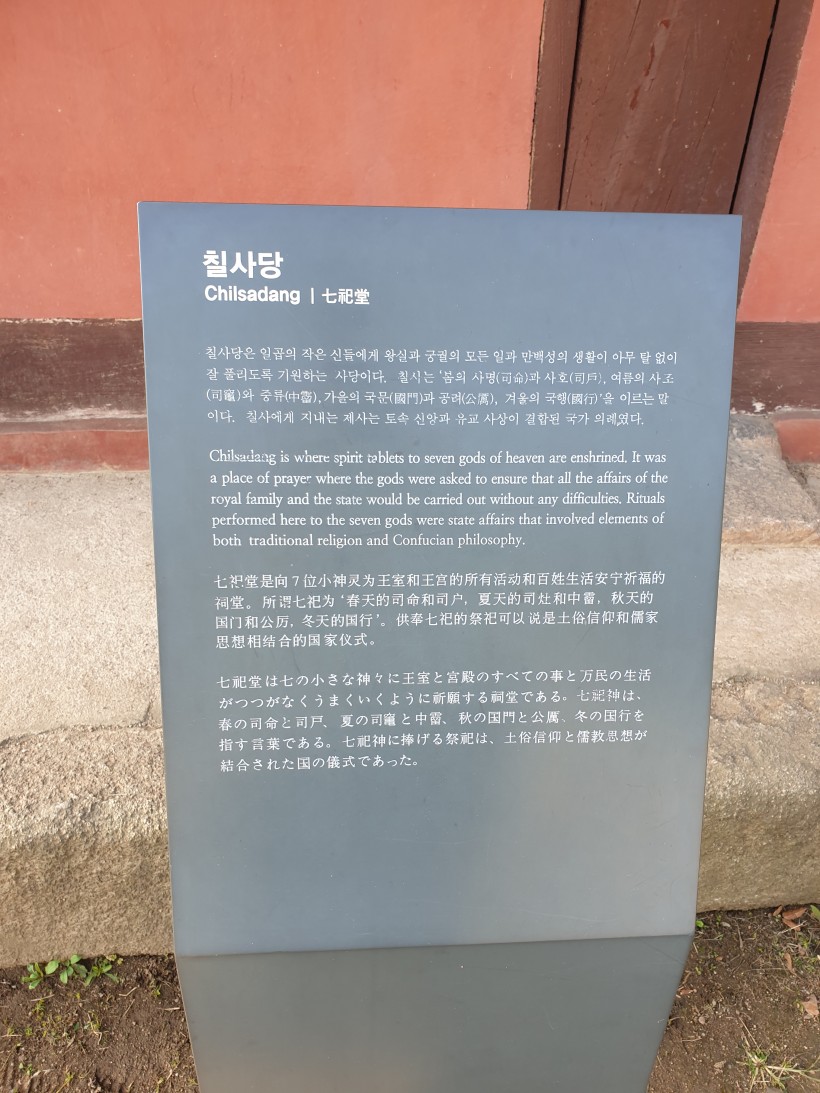 칠사당
Chilsadang | 七祀堂
칠사당은 일곱의 작은 신들에게 왕실과 궁궐의 모든 일과 만백성의 생활이 아무 탈 없이
잘 풀리도록 기원하는 사당이다. 칠사는 '봄의 사명(司命)과 사호(司戶), 여름의 사조
(司竈)와 중류(中霤), 가을의 국문(國門)과 공려(公厲), 겨울의 국행(國行)'을 이르는 말
이다. 칠사에게 지내는 제사는 토속 신앙과 유교 사상이 결합된 국가 의례였다.
Chilsadang is where spirit tablets to seven gods of heaven are enshrined. It was
a place of prayer where the gods were asked to ensure that all the affairs of the
royal family and the state would be carried out without any difficulties. Rituals
performed here to the seven gods were state affairs that involved elements of
both traditional religion and Confucian philosophy.
七祀堂是向 7 位小神灵为王室和王宫的所有活动和百姓生活安宁祈福的
祠堂。所谓七祀为 '春天的司命和司户, 夏天的司灶和中霤, 秋天的
国门和公厉, 冬天的国行'。供奉七祀的祭祀可以说是土俗信仰和儒家
思想相结合的国家仪式。
七祀堂は七の小さな神々に王室と宮殿のすべての事と万民の生活
がつつがなくうまくいくように祈願する祠堂である。七祀神は、
春の司命と司戸、夏の司竈と中霤、秋の国門と公厲、冬の国行を
指す言葉である。七祀神に捧げる祭祀は、土俗信仰と儒教思想が
結合された国の儀式であった。